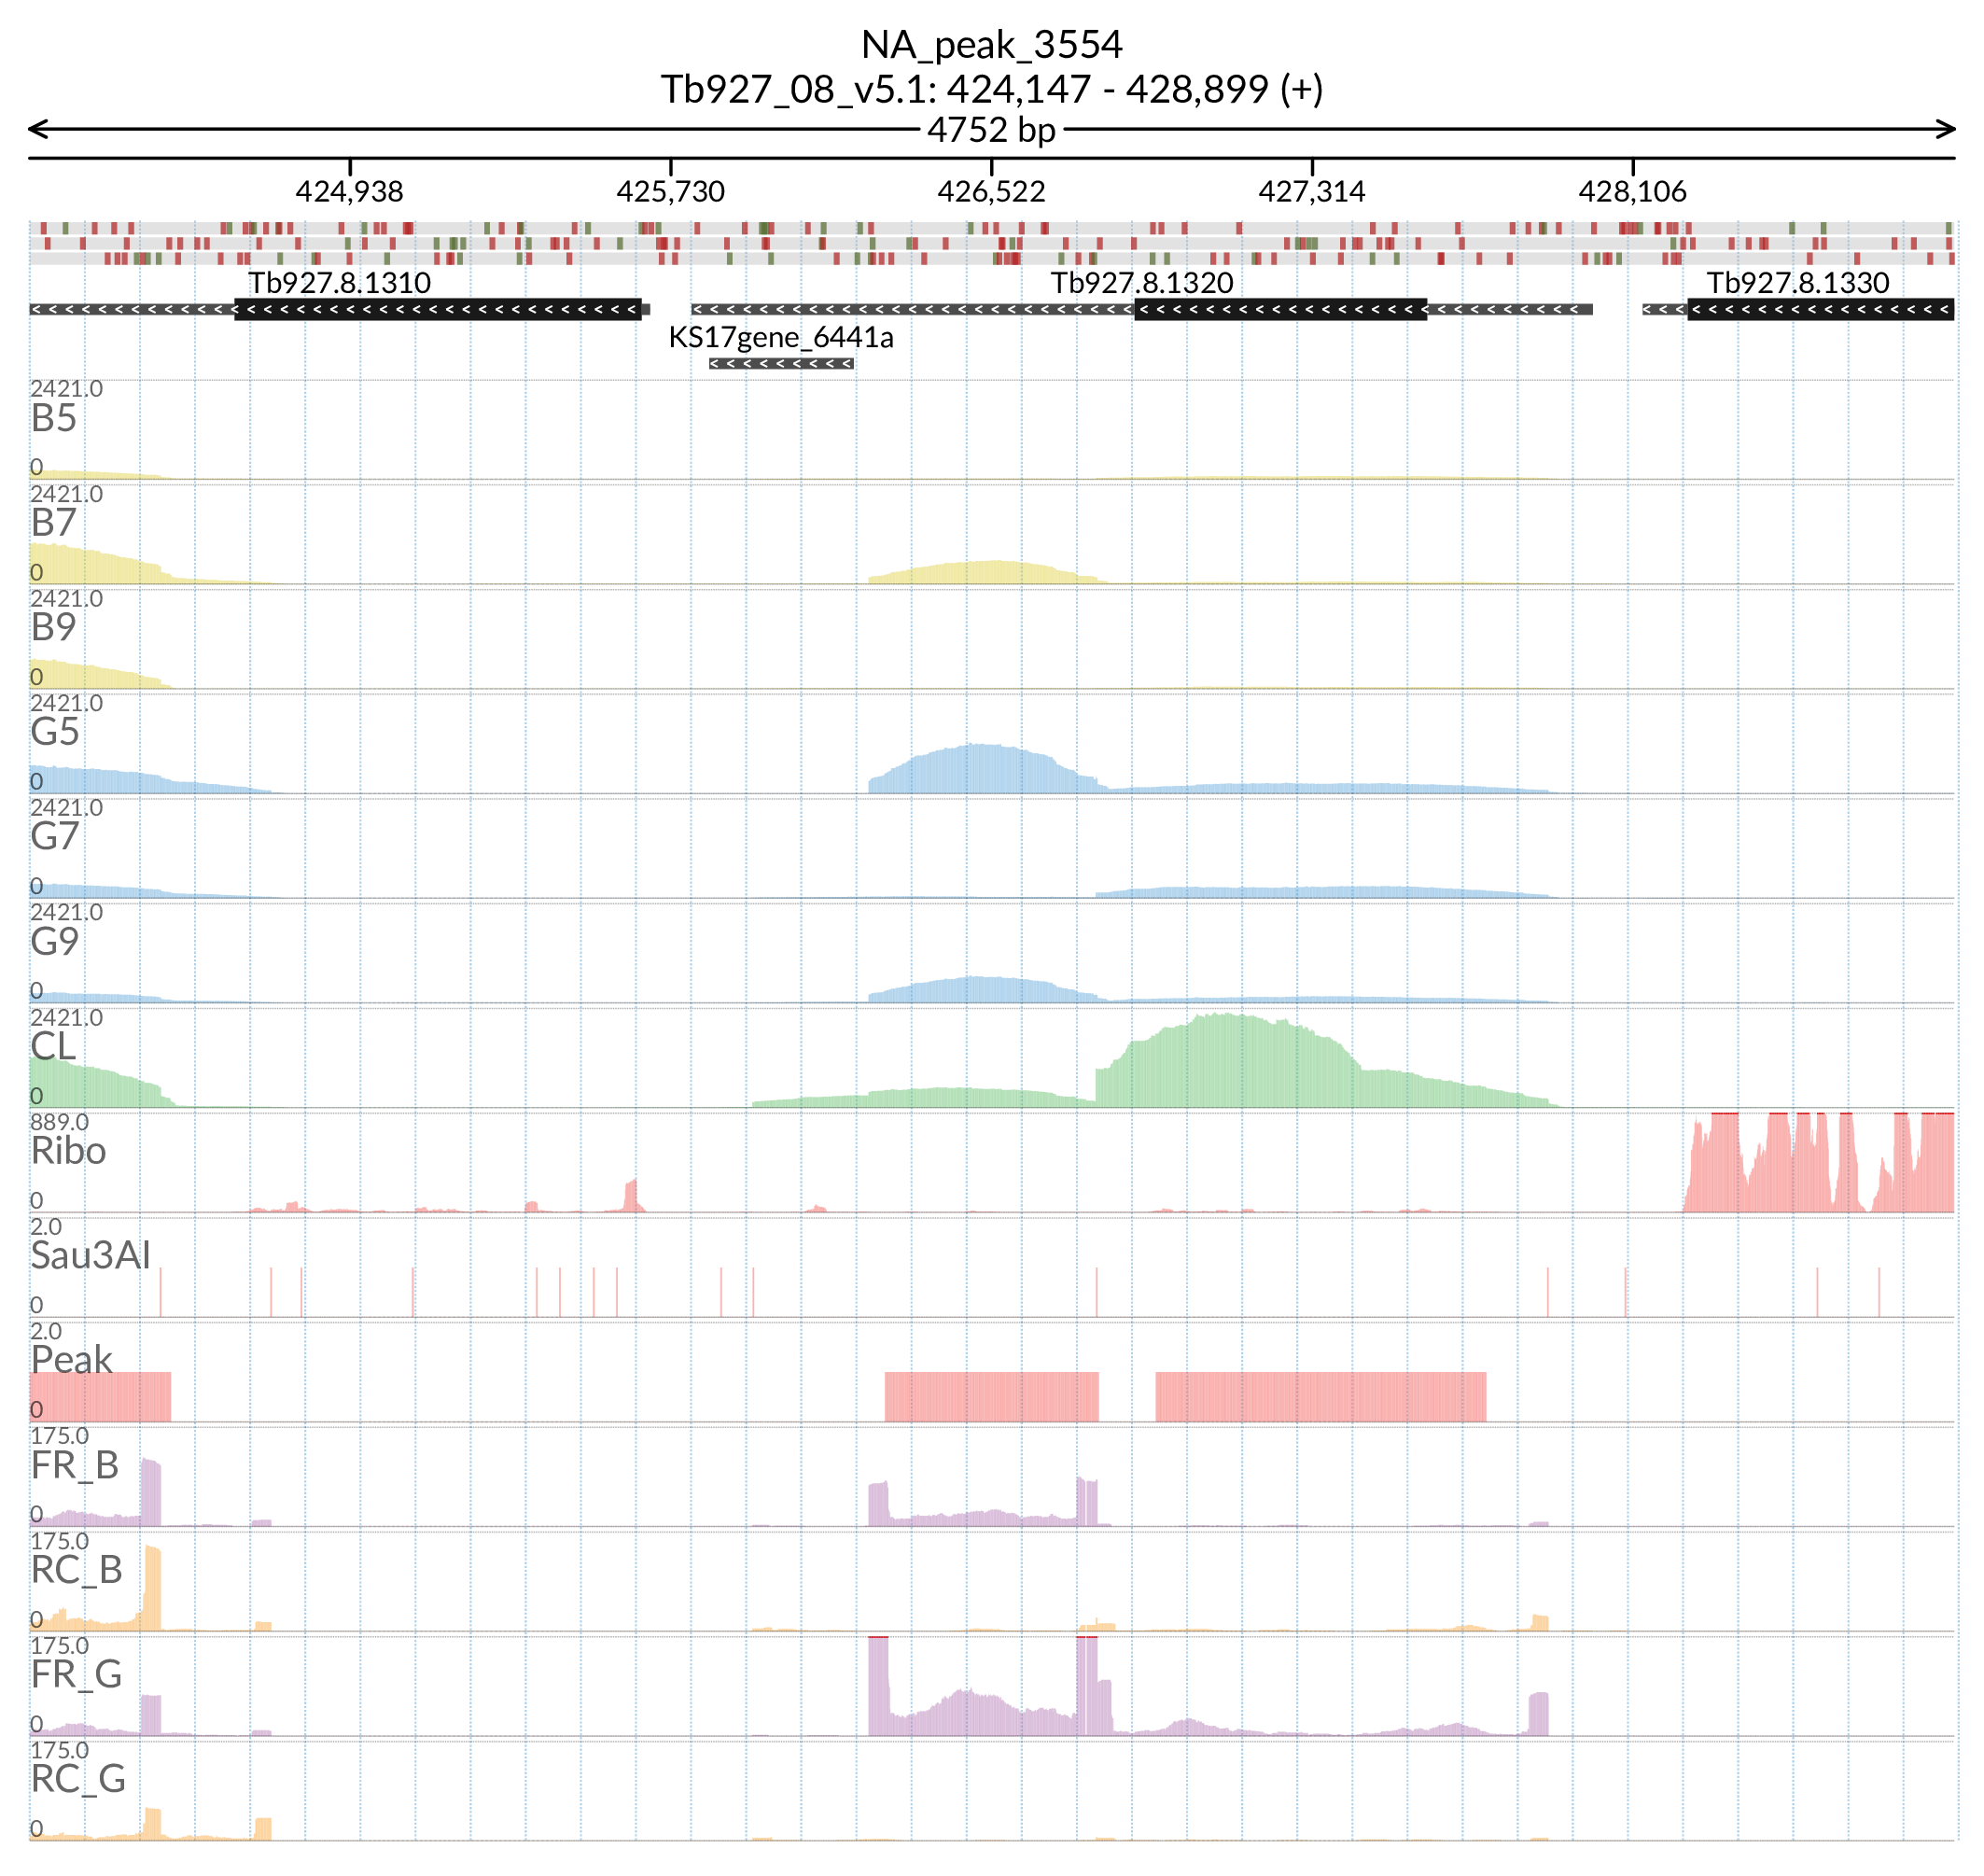 NA_peak_3554
Tb927_08_v5.1: 424,147 - 428,899 (+)
4752 bp
424,938 425,730 426,522 427,314 428,106
Tb927.8.1310 Tb927.8.1320 Tb927.8.1330
KS17gene_6441a
2421.0
B5
0
2421.0
B7
0
2421.0
B9
0
2421.0
G5
0
2421.0
G7
0
2421.0
G9
0
2421.0
CL
0
889.0
Ribo
0
2.0
Sau3AI
0
2.0
Peak
0
175.0
FR_B
0
175.0
RC_B
0
175.0
FR_G
0
175.0
RC_G
0